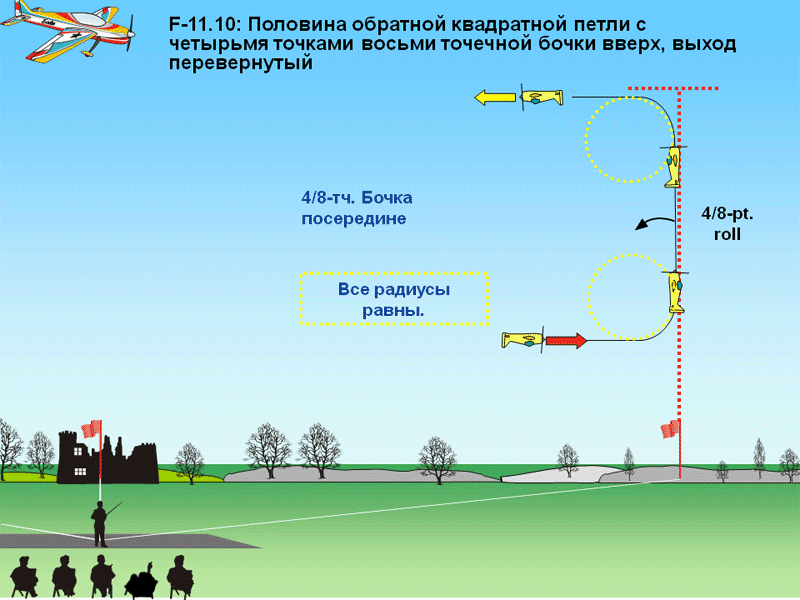 F-11.10: Половина обратной квадратной петли с
четырьмя точками восьми точечной бочки вверх, выход
перевернутый
4/8-тч. Бочка
посередине
4/8-pt.
roll
Все радиусы
равны.